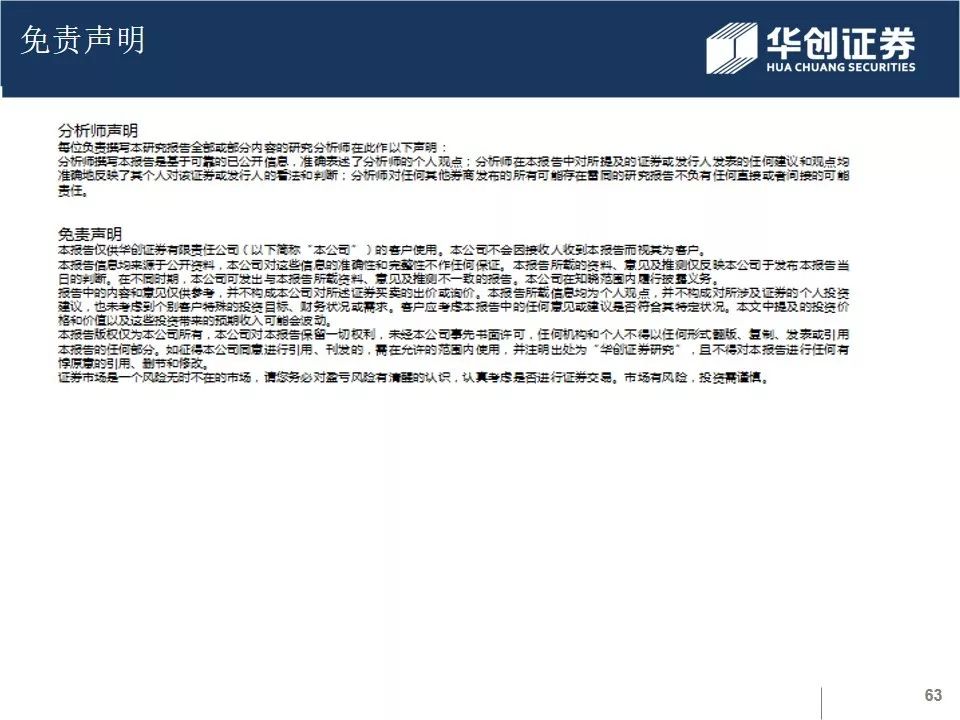 免责声明
华创证券
HUA CHUANG SECURITIES
分析师声明
每位负责撰写本研究报告全部或部分内容的研究分析师在此作以下声明：
分析师撰写本报告是基于可靠的已公开信息，准确表述了分析师的个人观点；分析师在本报告中对所提及的证券或发行人发表的任何建议和观点均
准确地反映了其个人对该证券或发行人的看法和判断；分析师对任何其他券商发布的所有可能存在雷同的研究报告不负有任何直接或者间接的可能
责任。
免责声明
本报告仅供华创证券有限责任公司（以下简称“本公司”）的客户使用。本公司不会因接收人收到本报告而视其为客户。
本报告信息均来源于公开资料，本公司对这些信息的准确性和完整性不作任何保证。本报告所载的资料、意见及推测仅反映本公司于发布本报告当
日的判断。在不同时期，本公司可发出与本报告所载资料、意见及推测不一致的报告。本公司在知晓范围内履行披露义务。
报告中的内容和意见仅供参考，并不构成本公司对所述证券买卖的出价或询价。本报告所载信息均为个人观点，并不构成对所涉及证券的个人投资
建议，也未考虑到个别客户特殊的投资目标、财务状况或需求。客户应考虑本报告中的任何意见或建议是否符合其特定状况。本文中提及的投资价
格和价值以及这些投资带来的预期收入可能会波动。
本报告版权仅为本公司所有，本公司对本报告保留一切权利，未经本公司事先书面许可，任何机构和个人不得以任何形式翻版、复制、发表或引用
本报告的任何部分。如征得本公司同意进行引用、刊发的，需在允许的范围内使用，并注明出处为“华创证券研究”，且不得对本报告进行任何有
悖原意的引用、删节和修改。
证券市场是一个风险无时不在的市场，请您务必对盈亏风险有清醒的认识，认真考虑是否进行证券交易。市场有风险，投资需谨慎。
63